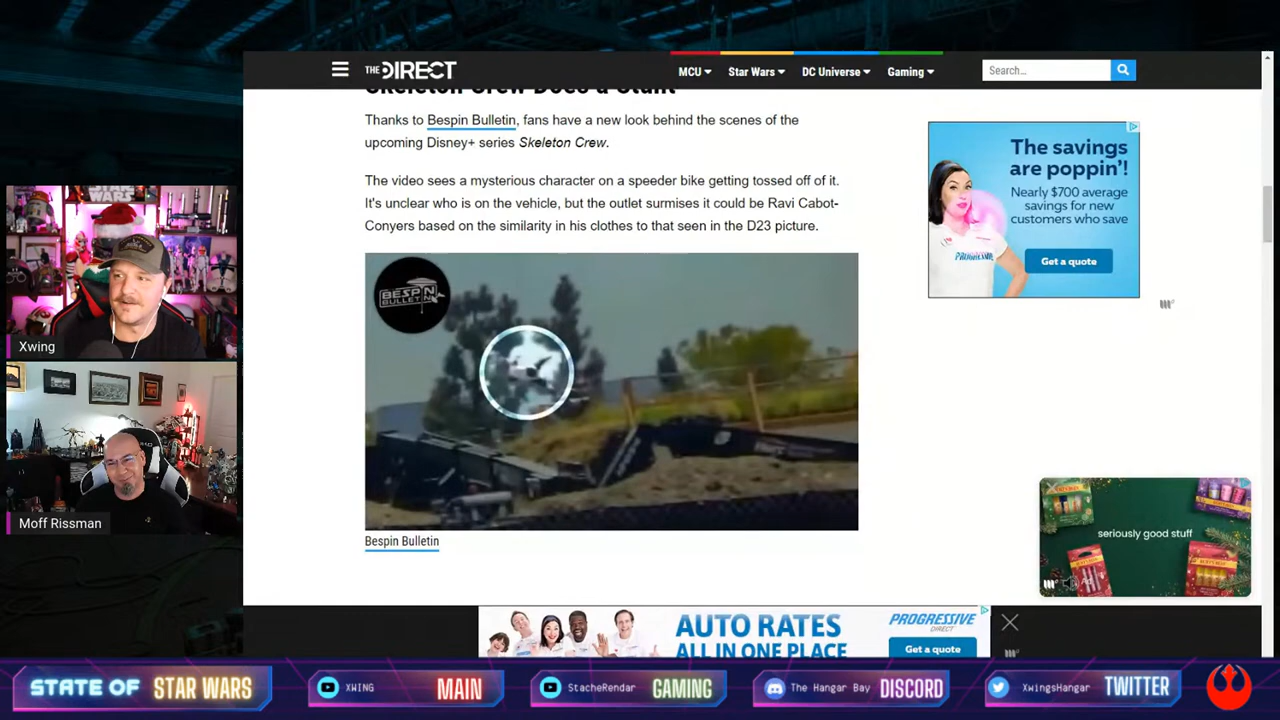 THE DIRECT
MCU
Star Wars
DC Universe
Gaming
Search...
Skeleton Crew Does a Stunt
Thanks to Bespin Bulletin, fans have a new look behind the scenes of the
upcoming Disney+ series Skeleton Crew.
The video sees a mysterious character on a speeder bike getting tossed off of it.
It's unclear who is on the vehicle, but the outlet surmises it could be Ravi Cabot-
Conyers based on the similarity in his clothes to that seen in the D23 picture.
BESPIN
BULLETIN
Bespin Bulletin
The savings
are poppin'!
Nearly $700 average
savings for new
customers who save
PROGRESSIVE
Get a quote
seriously good stuff
Ad
AUTO RATES
ALL IN ONE PLACE
PROGRESSIVE
DIRECT
Get a quote
Xwing
Moff Rissman
STATE OF STAR WARS
XWING MAIN
StacheRendar GAMING
The Hangar Bay DISCORD
XwingsHangar TWITTER